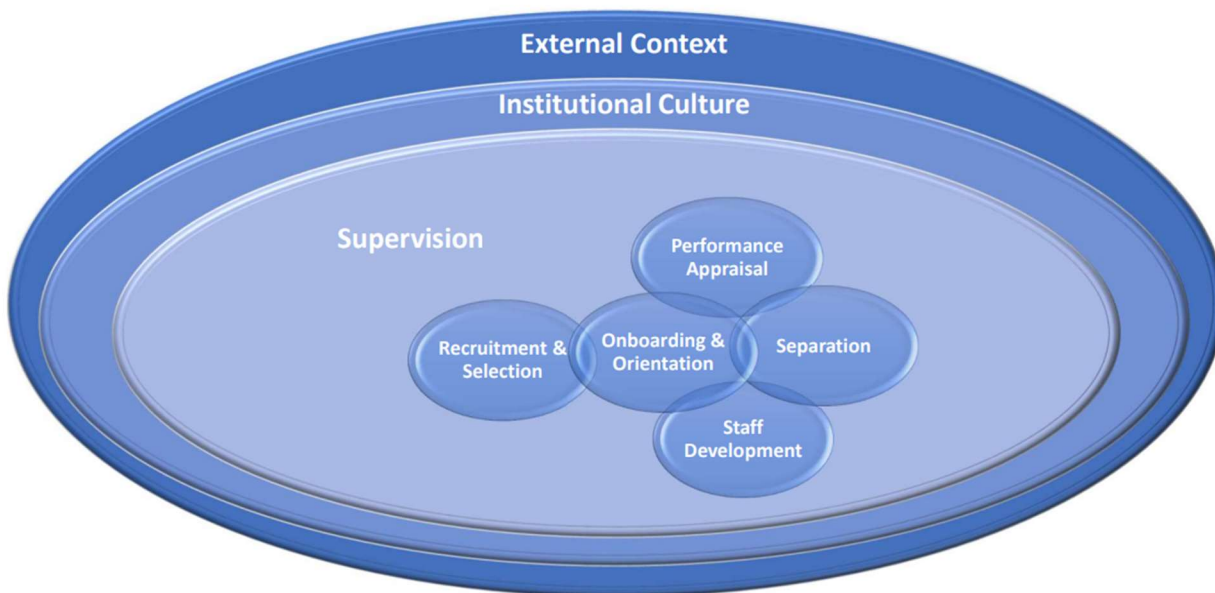 External Context
Institutional Culture
Supervision
Performance
Appraisal
Recruitment &
Selection
Onboarding &
Orientation
Separation
Staff
Development